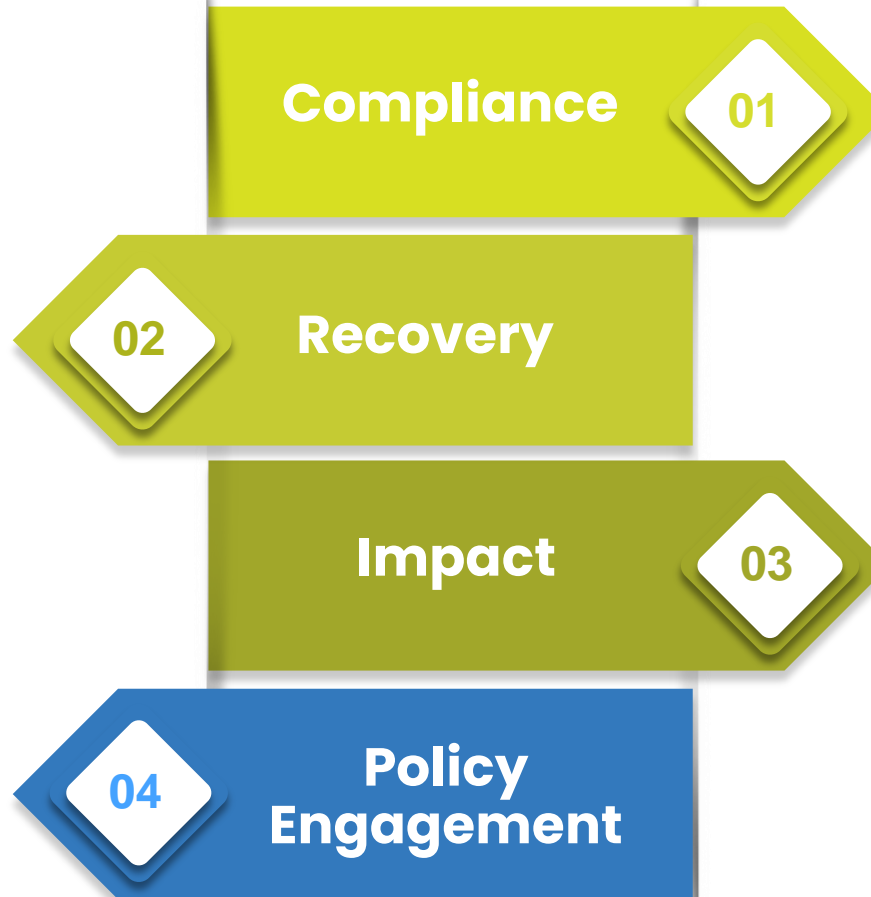 Compliance
01
02
Recovery
Impact
03
04
Policy
Engagement